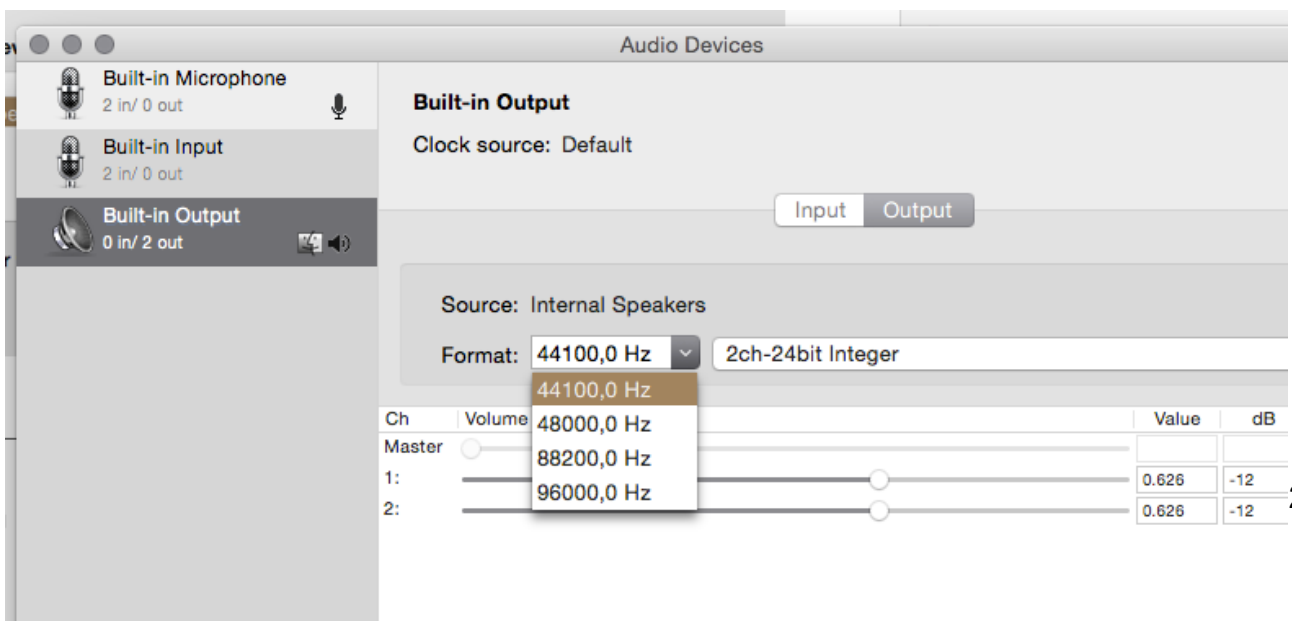 Audio Devices
Built-in Microphone
2 in/ 0 out
Built-in Input
2 in/ 0 out
Built-in Output
0 in/ 2 out
Built-in Output
Clock source: Default
Input Output
Source: Internal Speakers
Format: 44100,0 Hz 2ch-24bit Integer
44100,0 Hz
48000,0 Hz
88200,0 Hz
96000,0 Hz
Ch Volume Value dB
Master
1: 0.626 -12
2: 0.626 -12